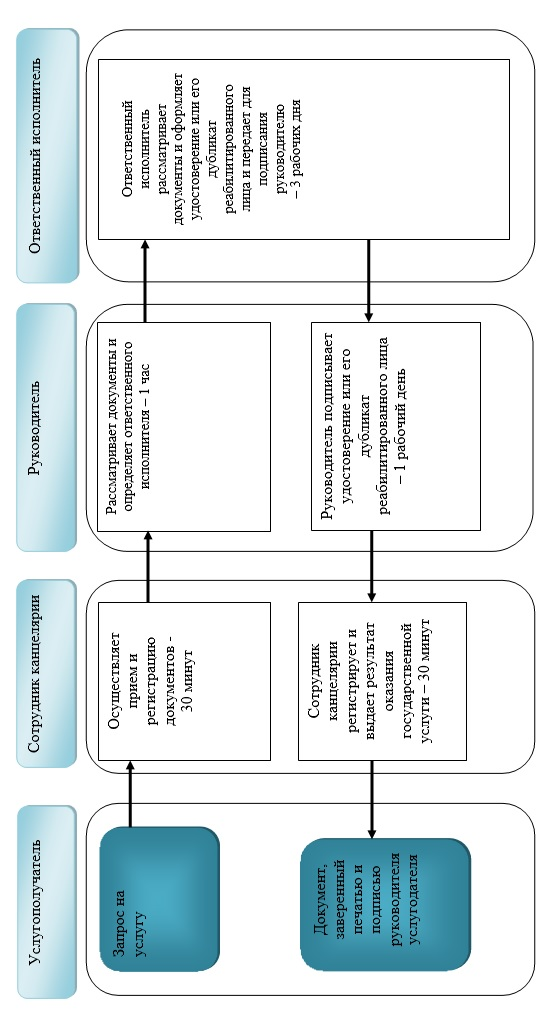 Услугополучатель
Сотрудник канцелярии
Руководитель
Ответственный исполнитель
Запрос на
услугу
Осуществляет
прием и
регистрацию
документов -
30 минут
Рассматривает документы и
определяет ответственного
исполнителя – 1 час
Ответственный
исполнитель
рассматривает
документы и оформляет
удостоверение или его
дубликат
реабилитированного
лица и передает для
подписания
руководителю
– 3 рабочих дня
Руководитель подписывает
удостоверение или его
дубликат
реабилитированного лица
– 1 рабочий день
Сотрудник
канцелярии
регистрирует и
выдает результат
оказания
государственной
услуги – 30 минут
Документ,
заверенный
печатью и
подписью
руководителя
услугодателя